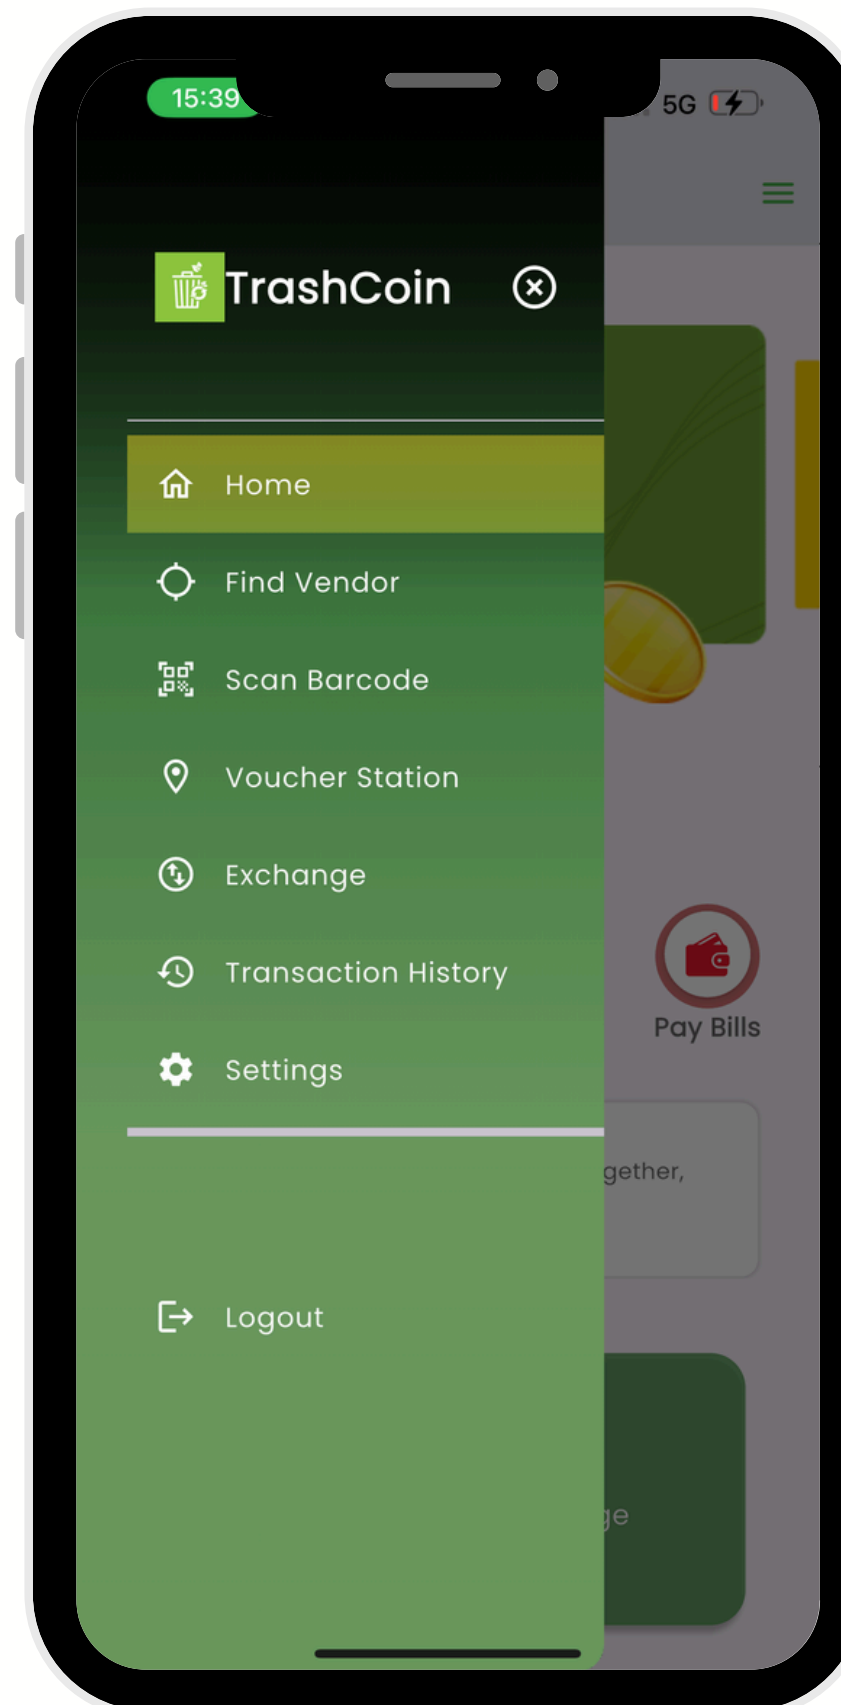 15:39
5G
TrashCoin
Home
Find Vendor
Scan Barcode
Voucher Station
Exchange
Transaction History
Settings
Logout
Pay Bills
gether,
ge